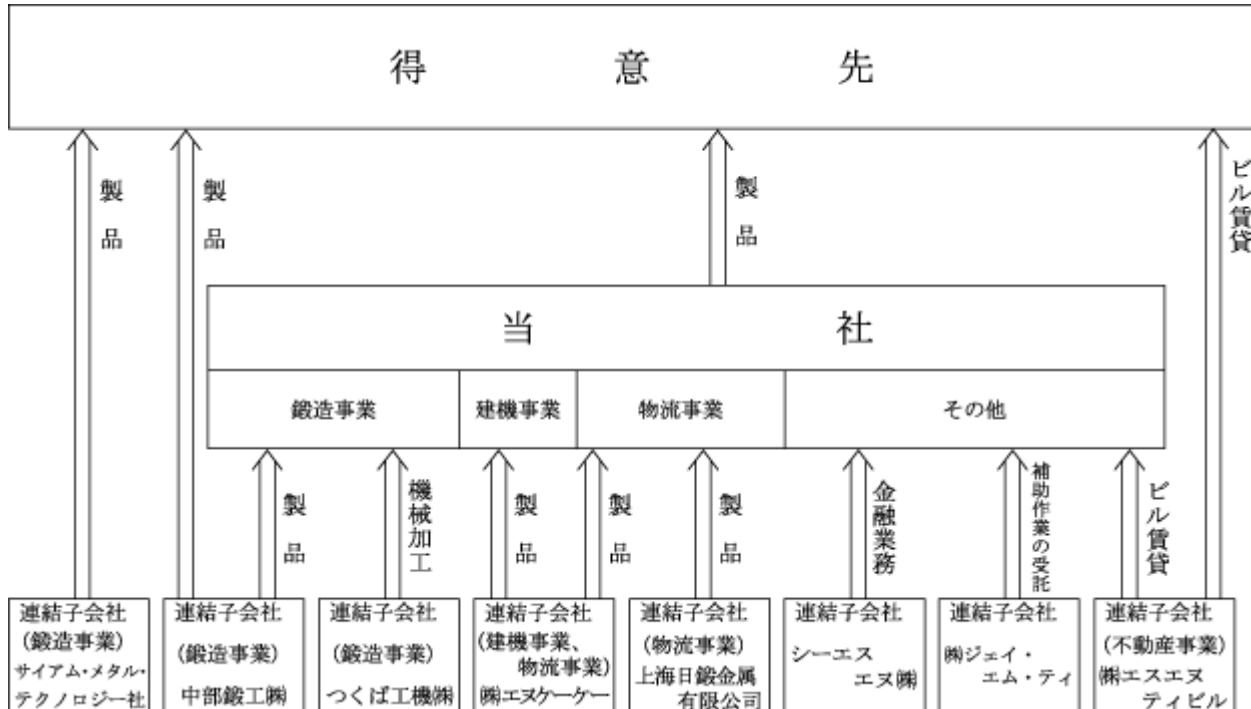 得意先
製品
製品
製品
ビル賃貸
当社
鍛造事業
建機事業
物流事業
その他
製品
機械加工
製品
製品
製品
金融業務
補助作業の受託
ビル賃貸
連結子会社
(鍛造事業)
サイアム・メタル・
テクノロジー社
連結子会社
(鍛造事業)
中部鍛工㈱
連結子会社
(鍛造事業)
つくば工機㈱
連結子会社
(建機事業、
物流事業)
㈱エヌケーケー
連結子会社
(物流事業)
上海日鍛金属
有限公司
連結子会社
シーエス
エヌ㈱
連結子会社
㈱ジェイ・
エム・ティ
連結子会社
(不動産事業)
㈱エスエヌ
ティビル